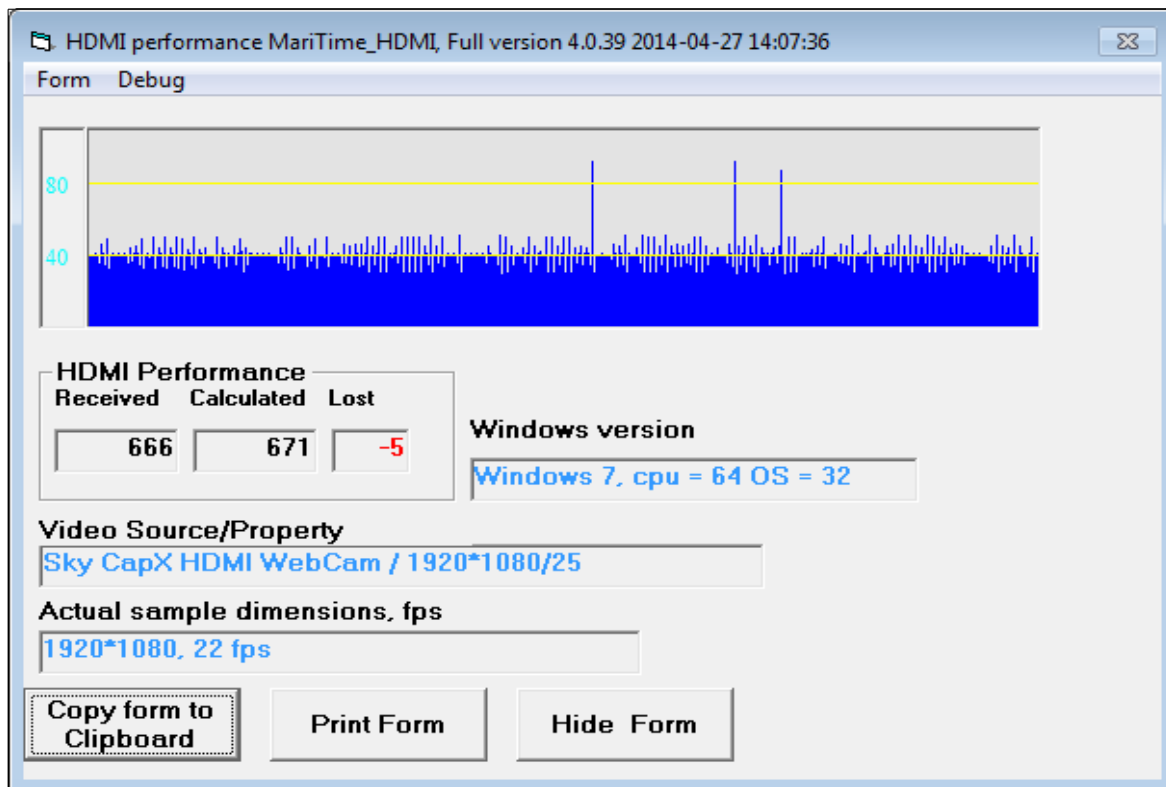 HDMI performance MariTime_HDMI, Full version 4.0.39 2014-04-27 14:07:36
Form Debug
80
40
HDMI Performance
Received Calculated Lost
666 671 -5
Windows version
Windows 7, cpu = 64 OS = 32
Video Source/Property
Sky CapX HDMI WebCam / 1920*1080/25
Actual sample dimensions, fps
1920*1080, 22 fps
Copy form to
Clipboard
Print Form
Hide Form